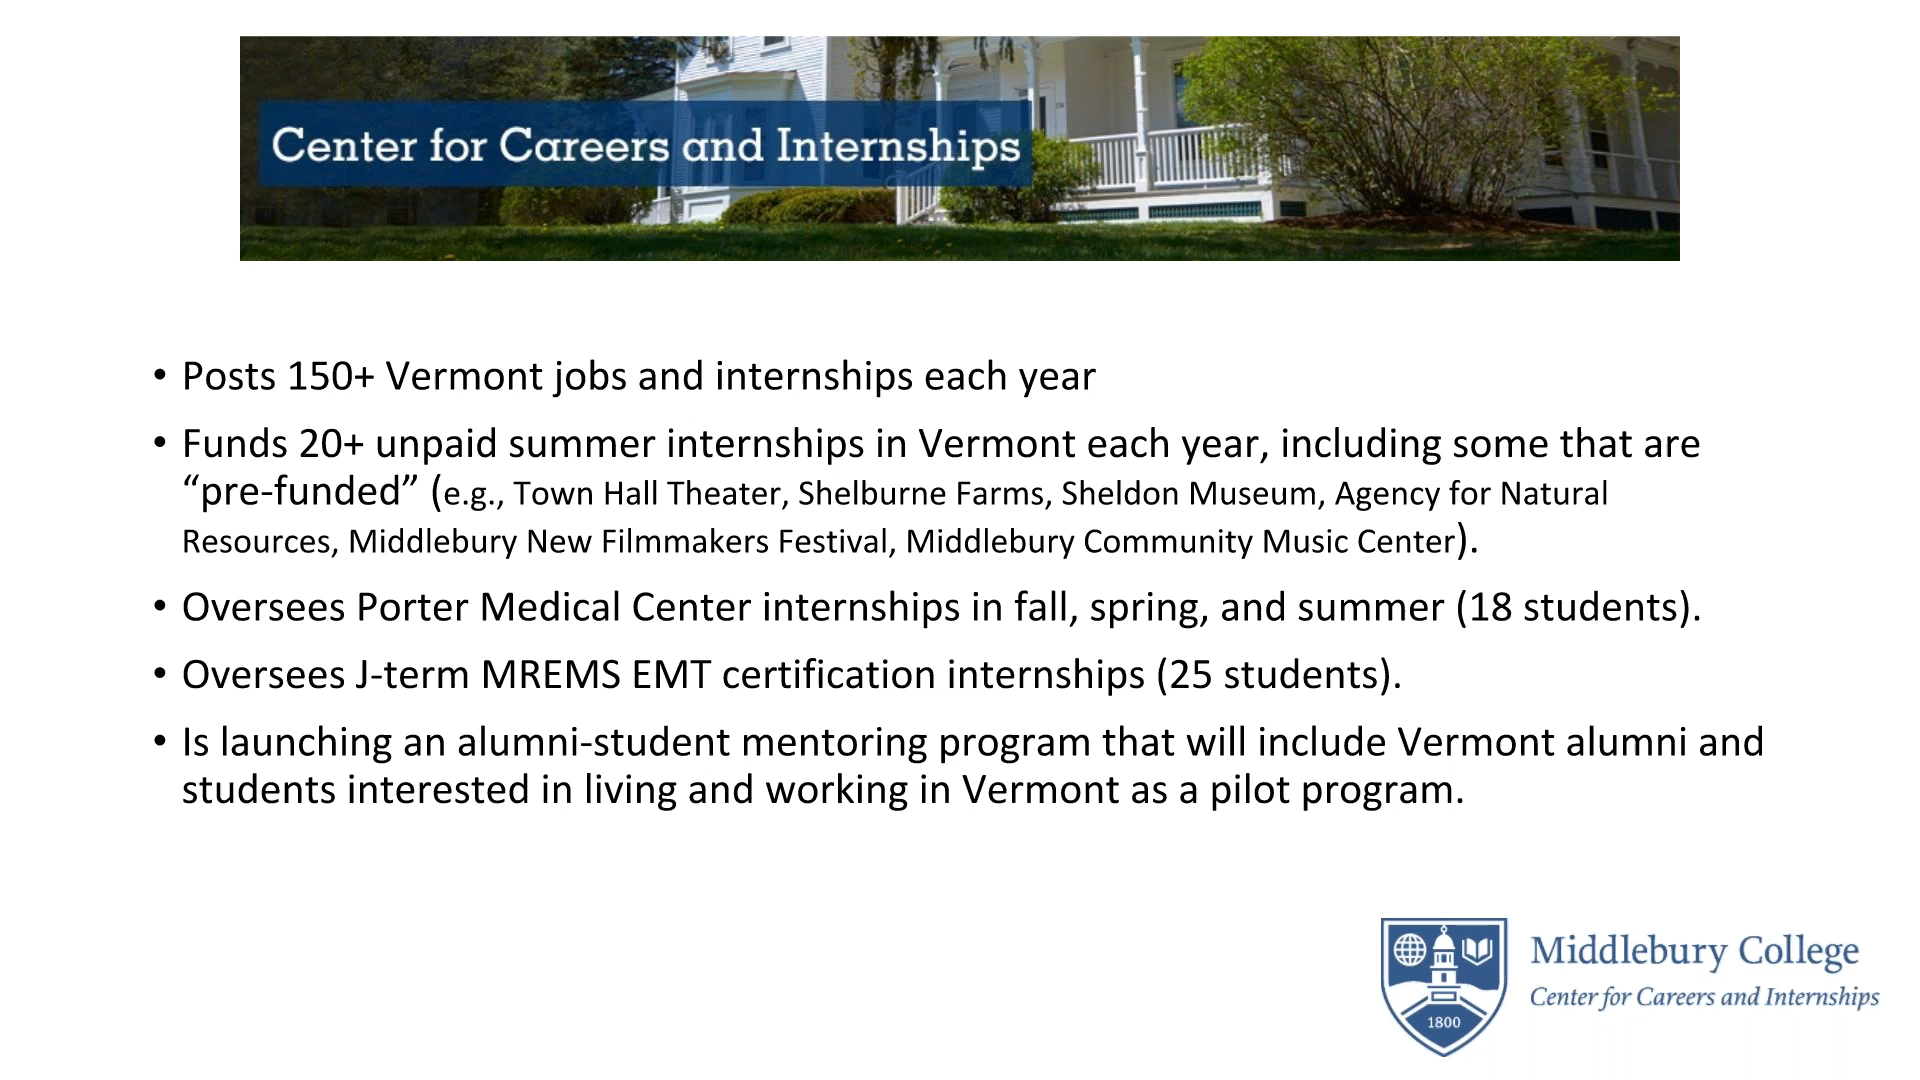 Center for Careers and Internships
• Posts 150+ Vermont jobs and internships each year
• Funds 20+ unpaid summer internships in Vermont each year, including some that are
“pre-funded” (e.g., Town Hall Theater, Shelburne Farms, Sheldon Museum, Agency for Natural
Resources, Middlebury New Filmmakers Festival, Middlebury Community Music Center).
• Oversees Porter Medical Center internships in fall, spring, and summer (18 students).
• Oversees J-term MREMS EMT certification internships (25 students).
• Is launching an alumni-student mentoring program that will include Vermont alumni and
students interested in living and working in Vermont as a pilot program.
Middlebury College
Center for Careers and Internships
1800